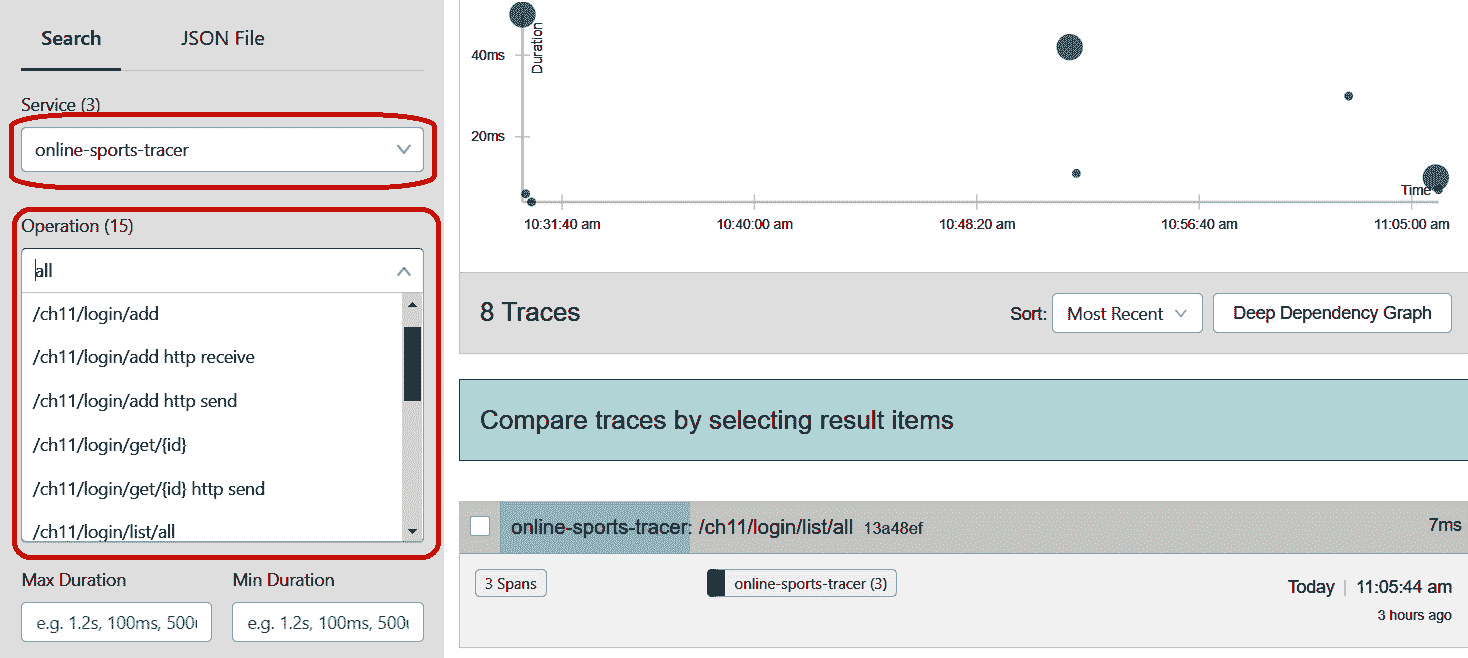 Search JSON File
Service (3)
online-sports-tracer
Operation (15)
all
/ch11/login/add
/ch11/login/add http receive
/ch11/login/add http send
/ch11/login/get/{id}
/ch11/login/get/{id} http send
/ch11/login/list/all
Max Duration Min Duration
e.g. 1.2s, 100ms, 500u e.g. 1.2s, 100ms, 500u
Duration
40ms
20ms
Time
10:31:40 am 10:40:00 am 10:48:20 am 10:56:40 am 11:05:00 am
8 Traces Sort: Most Recent Deep Dependency Graph
Compare traces by selecting result items
online-sports-tracer: /ch11/login/list/all 13a48ef 7ms
3 Spans online-sports-tracer (3) Today | 11:05:44 am
3 hours ago